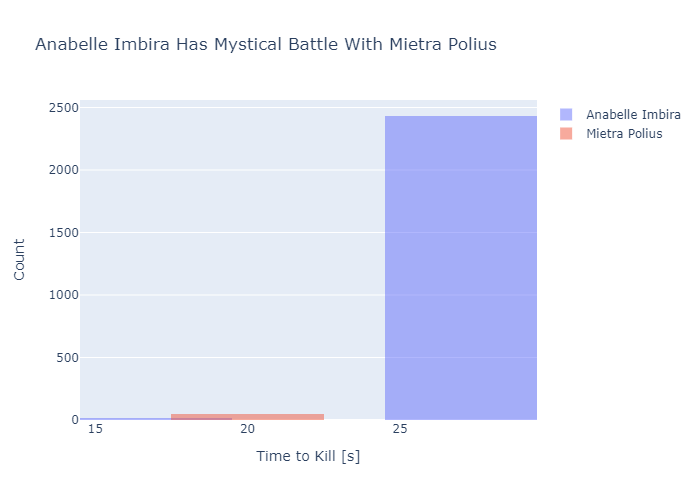 Anabelle Imbira Has Mystical Battle With Mietra Polius
2500
2000
1500
1000
500
0
Count
15
20
25
Time to Kill [s]
Anabelle Imbira
Mietra Polius